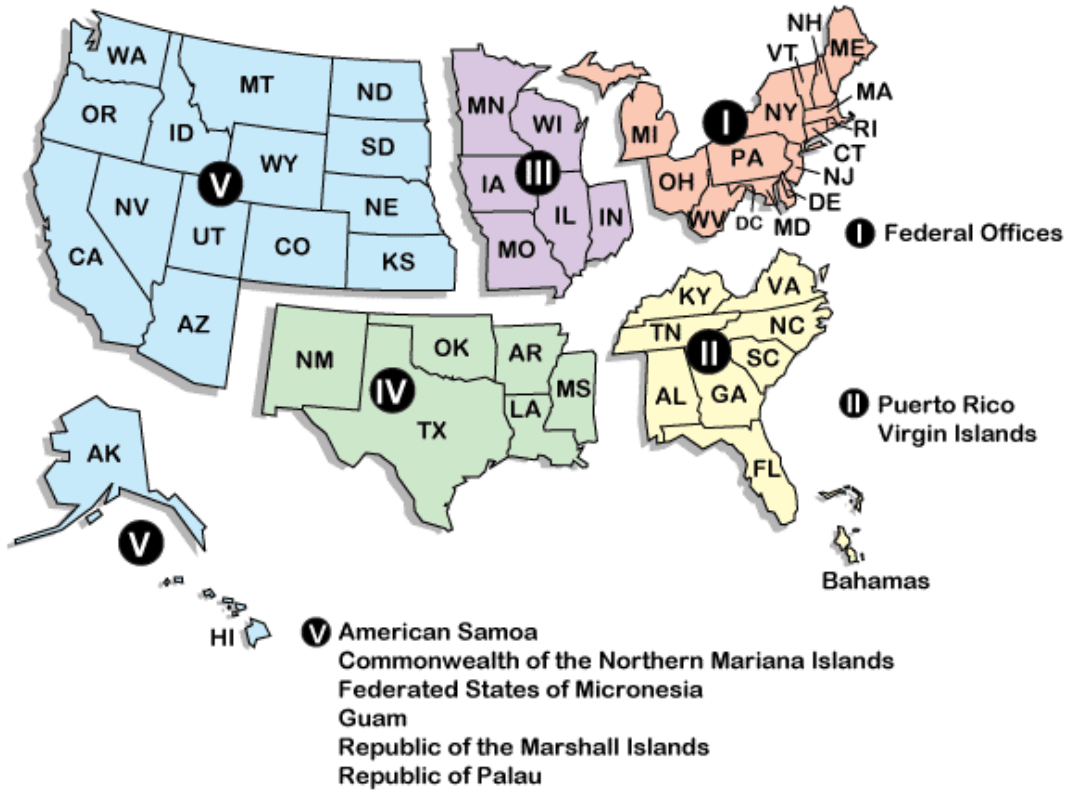 WA
MT
ND
OR
ID
SD
WY
V
NV
NE
UT
CO
CA
KS
AZ
MN
WI
IA
III
IL
IN
MO
NH
ME
VT
MA
NY
I
MI
RI
PA
CT
OH
NJ
DE
WV
DC
MD
I Federal Offices
KY
VA
TN
NC
II
SC
AL
GA
FL
II Puerto Rico
Virgin Islands
Bahamas
NM
OK
AR
IV
MS
LA
TX
AK
V
HI
V American Samoa
Commonwealth of the Northern Mariana Islands
Federated States of Micronesia
Guam
Republic of the Marshall Islands
Republic of Palau